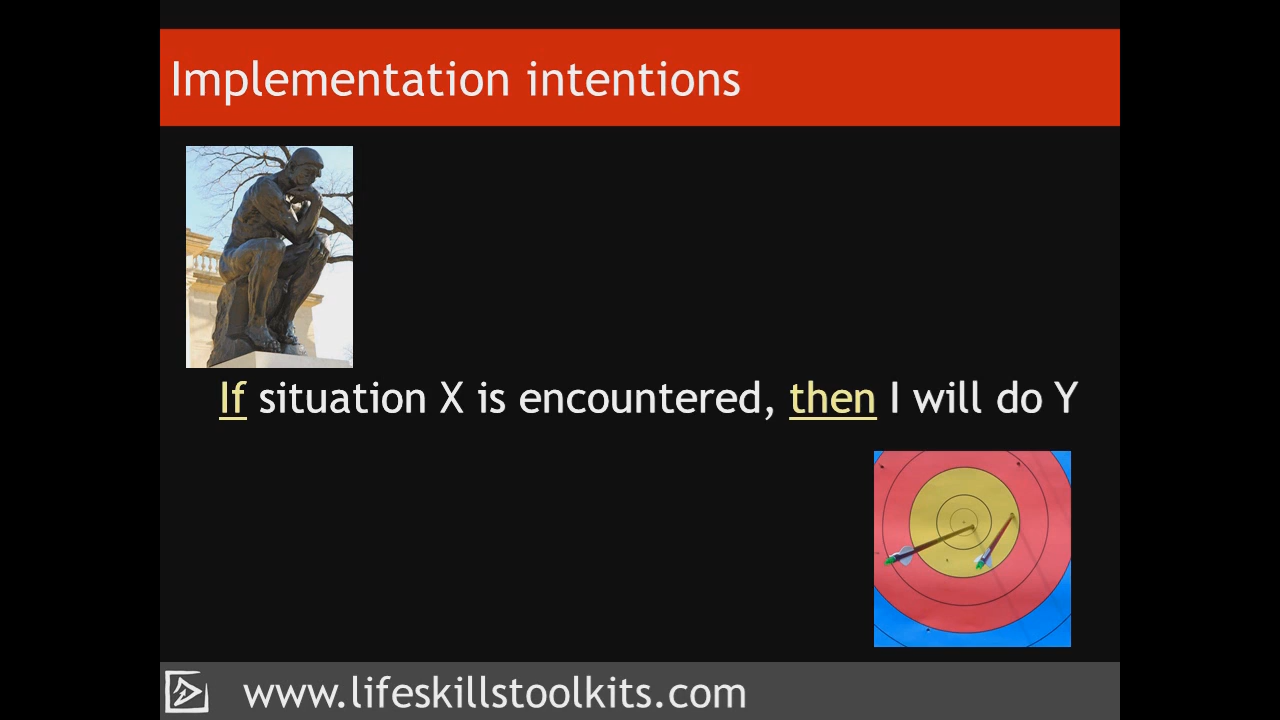 Implementation intentions
If situation X is encountered, then I will do Y
www.lifeskillstoolkits.com